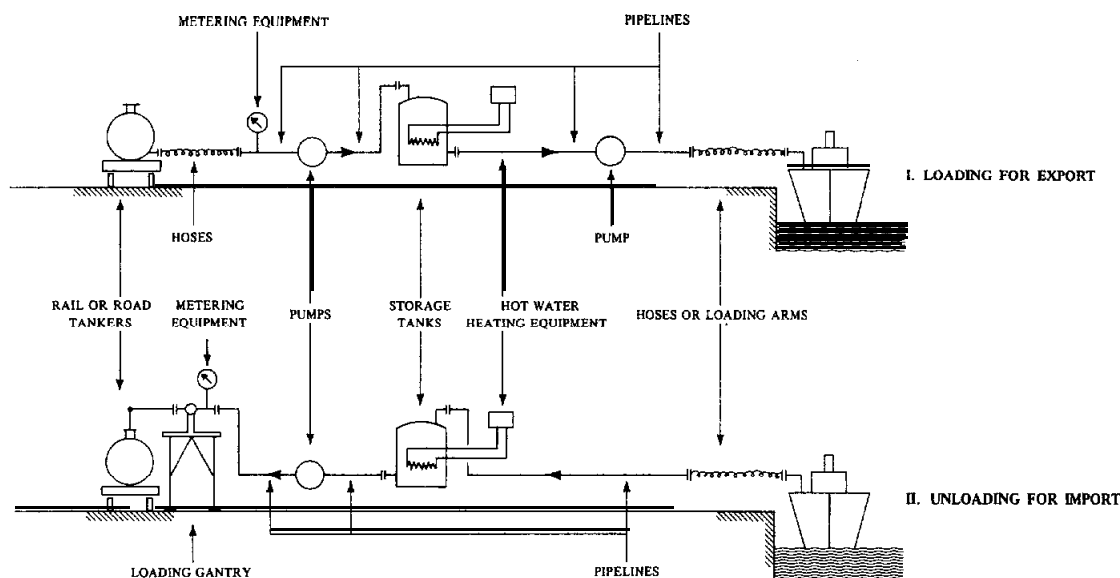 METERING EQUIPMENT
PIPELINES
I. LOADING FOR EXPORT
HOSES
PUMP
RAIL OR ROAD
TANKERS
METERING
EQUIPMENT
PUMPS
STORAGE
TANKS
HOT WATER
HEATING EQUIPMENT
HOSES OR LOADING ARMS
II. UNLOADING FOR IMPORT
LOADING GANTRY
PIPELINES